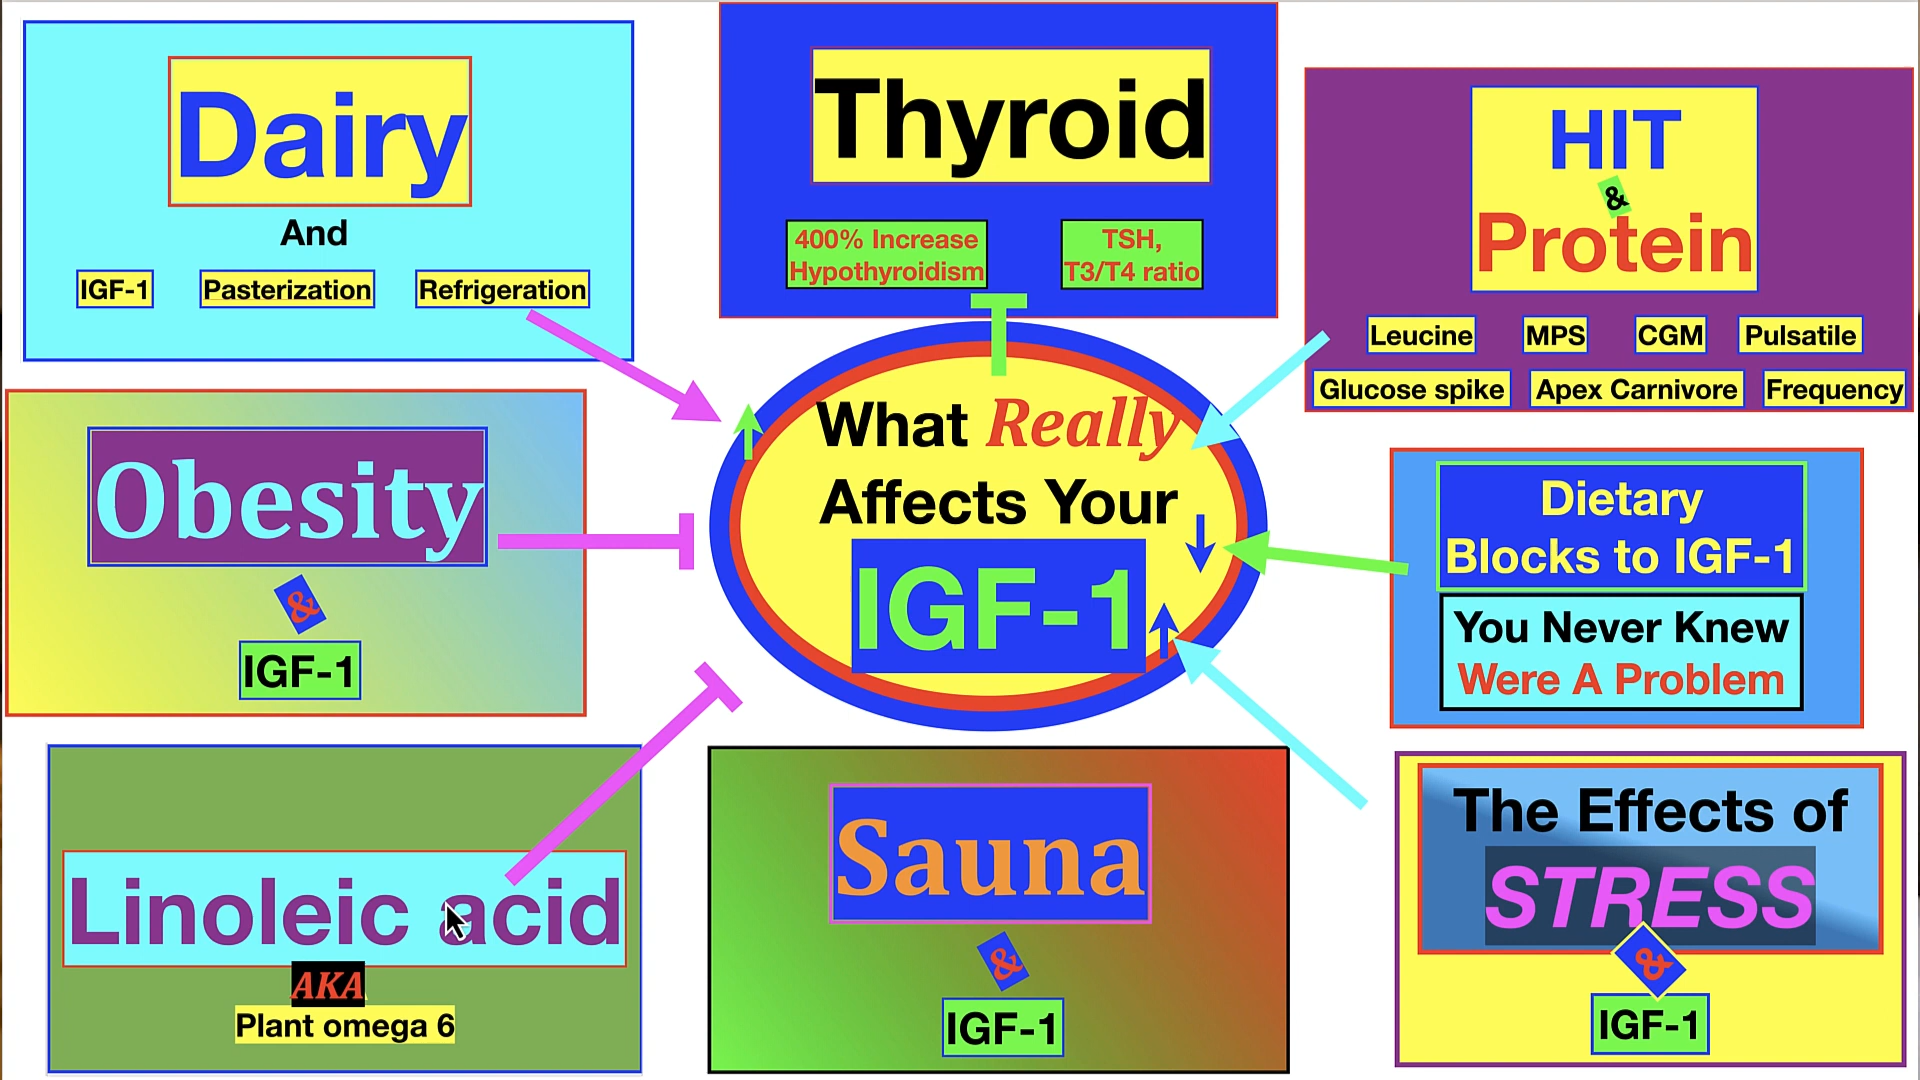 Dairy
And
IGF-1
Pasterization
Refrigeration
Thyroid
400% Increase
Hypothyroidism
TSH,
T3/T4 ratio
HIT
&
Protein
Leucine
MPS
CGM
Pulsatile
Glucose spike
Apex Carnivore
Frequency
Obesity
&
IGF-1
What Really
Affects Your
IGF-1
Dietary
Blocks to IGF-1
You Never Knew
Were A Problem
Linoleic acid
AKA
Plant omega 6
Sauna
&
IGF-1
The Effects of
STRESS
&
IGF-1